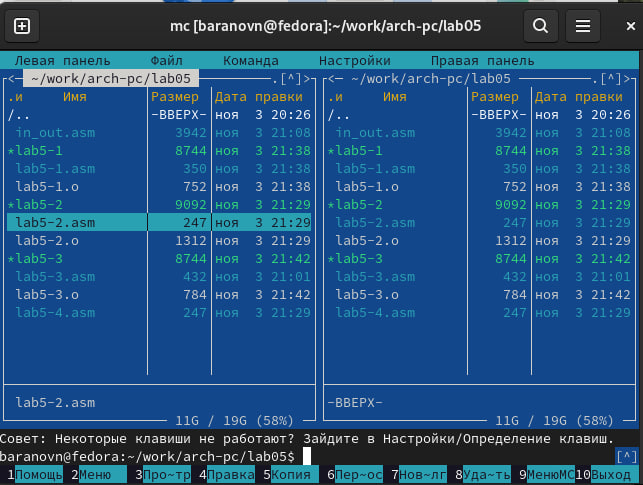 mc [baranovn@fedora]:~/work/arch-pc/lab05
Левая панель Файл Команда Настройки Правая панель
<- ~/work/arch-pc/lab05 .[^]> <- ~/work/arch-pc/lab05 .[^]>
.и Имя Размер Дата правки .и Имя Размер Дата правки
/.. -ВВЕРХ- ноя 3 20:26 /.. -ВВЕРХ- ноя 3 20:26
in_out.asm 3942 ноя 3 21:08 in_out.asm 3942 ноя 3 21:08
*lab5-1 8744 ноя 3 21:38 *lab5-1 8744 ноя 3 21:38
lab5-1.asm 350 ноя 3 21:38 lab5-1.asm 350 ноя 3 21:38
lab5-1.o 752 ноя 3 21:38 lab5-1.o 752 ноя 3 21:38
*lab5-2 9092 ноя 3 21:29 *lab5-2 9092 ноя 3 21:29
lab5-2.asm 247 ноя 3 21:29 lab5-2.asm 247 ноя 3 21:29
lab5-2.o 1312 ноя 3 21:29 lab5-2.o 1312 ноя 3 21:29
*lab5-3 8744 ноя 3 21:42 *lab5-3 8744 ноя 3 21:42
lab5-3.asm 432 ноя 3 21:01 lab5-3.asm 432 ноя 3 21:01
lab5-3.o 784 ноя 3 21:42 lab5-3.o 784 ноя 3 21:42
lab5-4.asm 247 ноя 3 21:29 lab5-4.asm 247 ноя 3 21:29
lab5-2.asm -ВВЕРХ-
11G / 19G (58%) 11G / 19G (58%)
Совет: Некоторые клавиши не работают? Зайдите в Настройки/Определение клавиш.
baranovn@fedora:~/work/arch-pc/lab05$ [^]
1Помощь 2Меню 3Про~тр 4Правка 5Копия 6Пер~ос 7Нов~лг 8Уда~ть 9МенюМС 10Выход